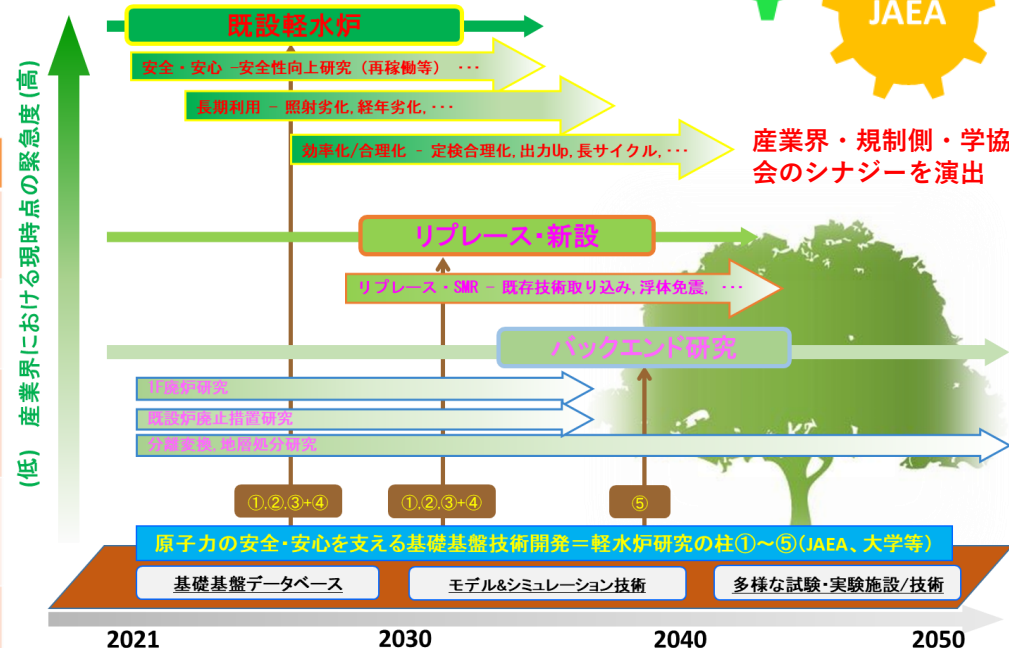 JAEA
既設軽水炉
安全・安心 -安全性向上研究（再稼働等） ・・・
長期利用 － 照射劣化, 経年劣化, ・・・
効率化/合理化 － 定検合理化, 出力Up, 長サイクル, ・・・
産業界・規制側・学協
会のシナジーを演出
リプレース・新設
リプレース・SMR － 既存技術取り込み, 浮体免震, ・・・
バックエンド研究
1F廃炉研究
既設炉廃止措置研究
分離変換, 地層処分研究
(低) 産業界における現時点の緊急度(高)
①,②,③+④
①,②,③+④
⑤
原子力の安全・安心を支える基礎基盤技術開発＝軽水炉研究の柱①～⑤(JAEA、大学等)
基礎基盤データベース
モデル&シミュレーション技術
多様な試験・実験施設/技術
2021
2030
2040
2050